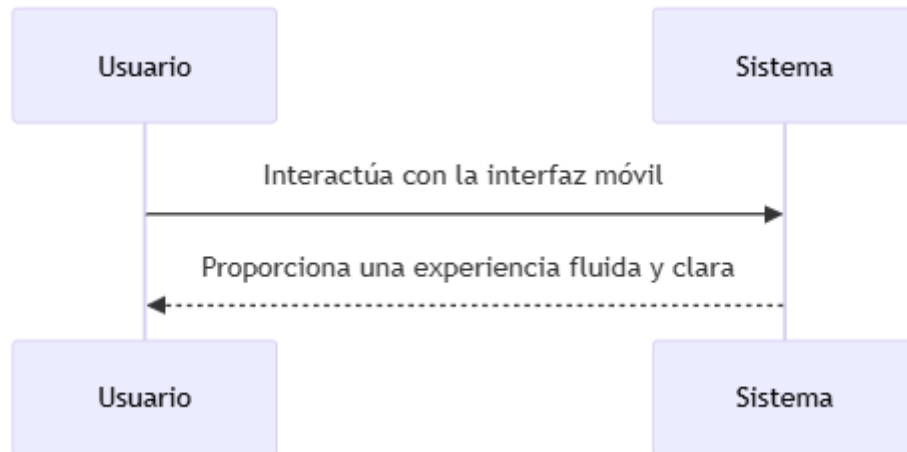 Usuario
Sistema
Interactúa con la interfaz móvil
Proporciona una experiencia fluida y clara
Usuario
Sistema